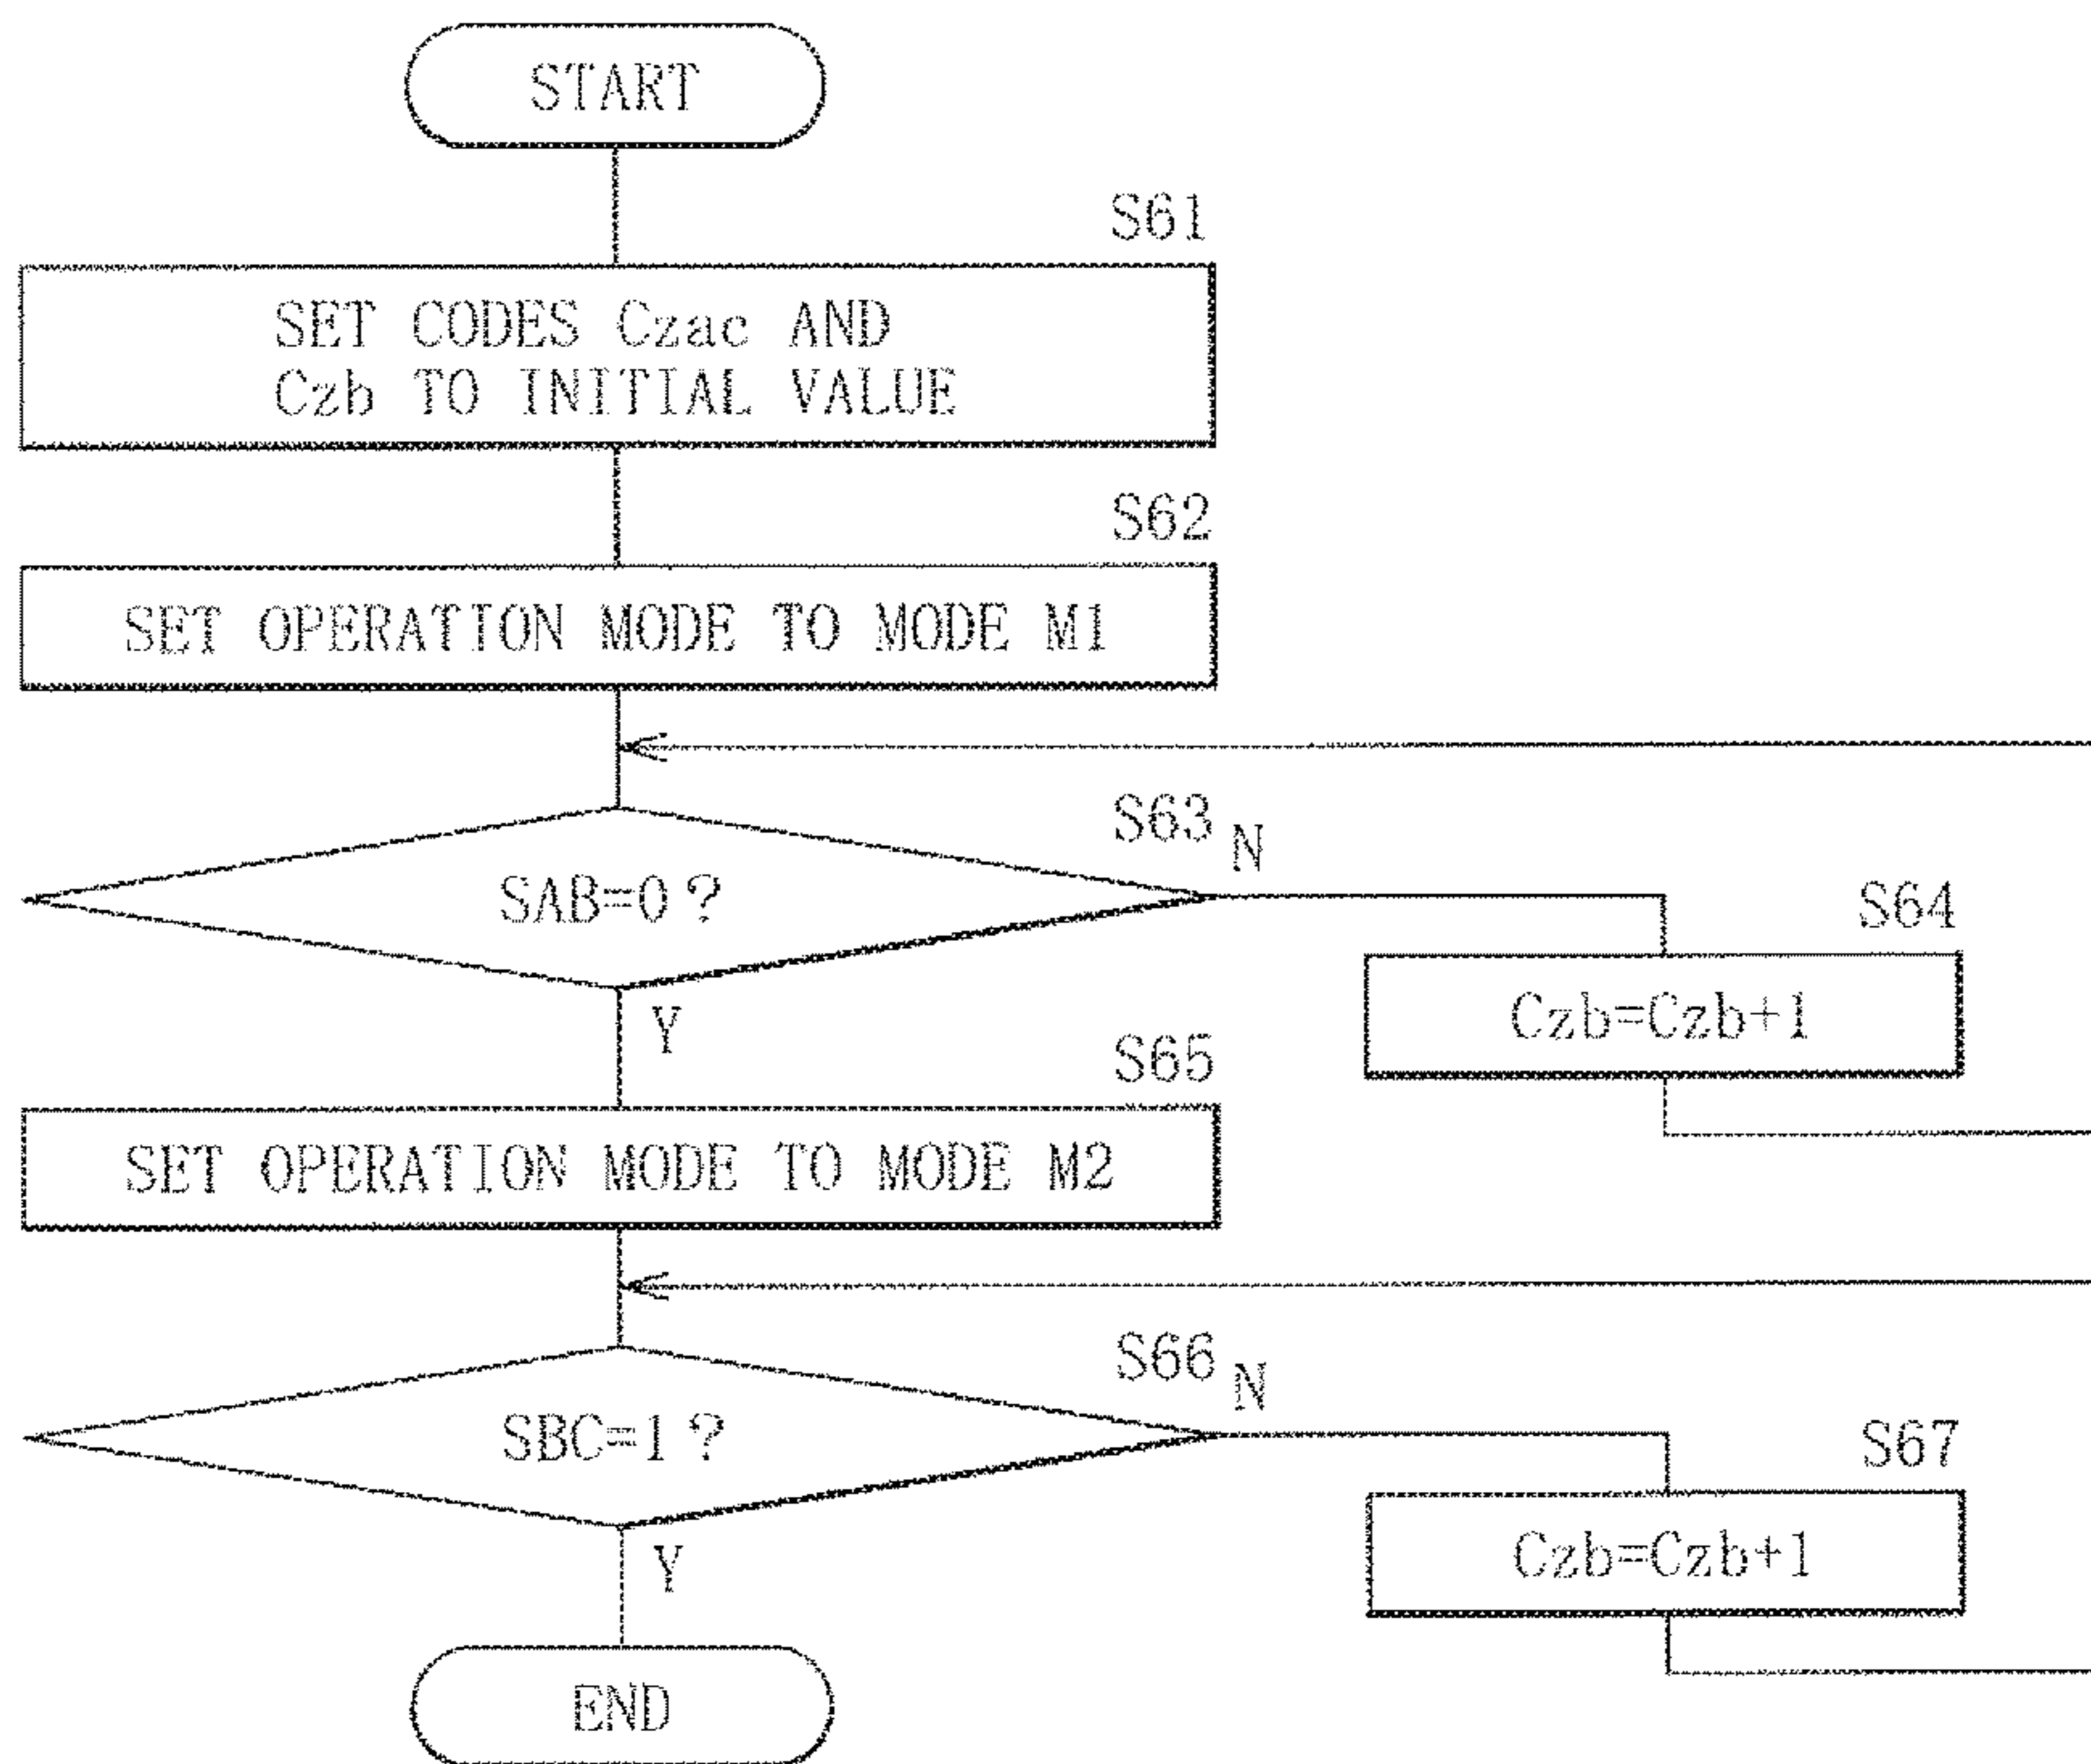 START
S61
SET CODES Czac AND
Czb TO INITIAL VALUE
S62
SET OPERATION MODE TO MODE M1
S63
N
SAB=0?
S64
Czb=Czb+1
Y
S65
SET OPERATION MODE TO MODE M2
S66
N
SBC=1?
S67
Czb=Czb+1
Y
END